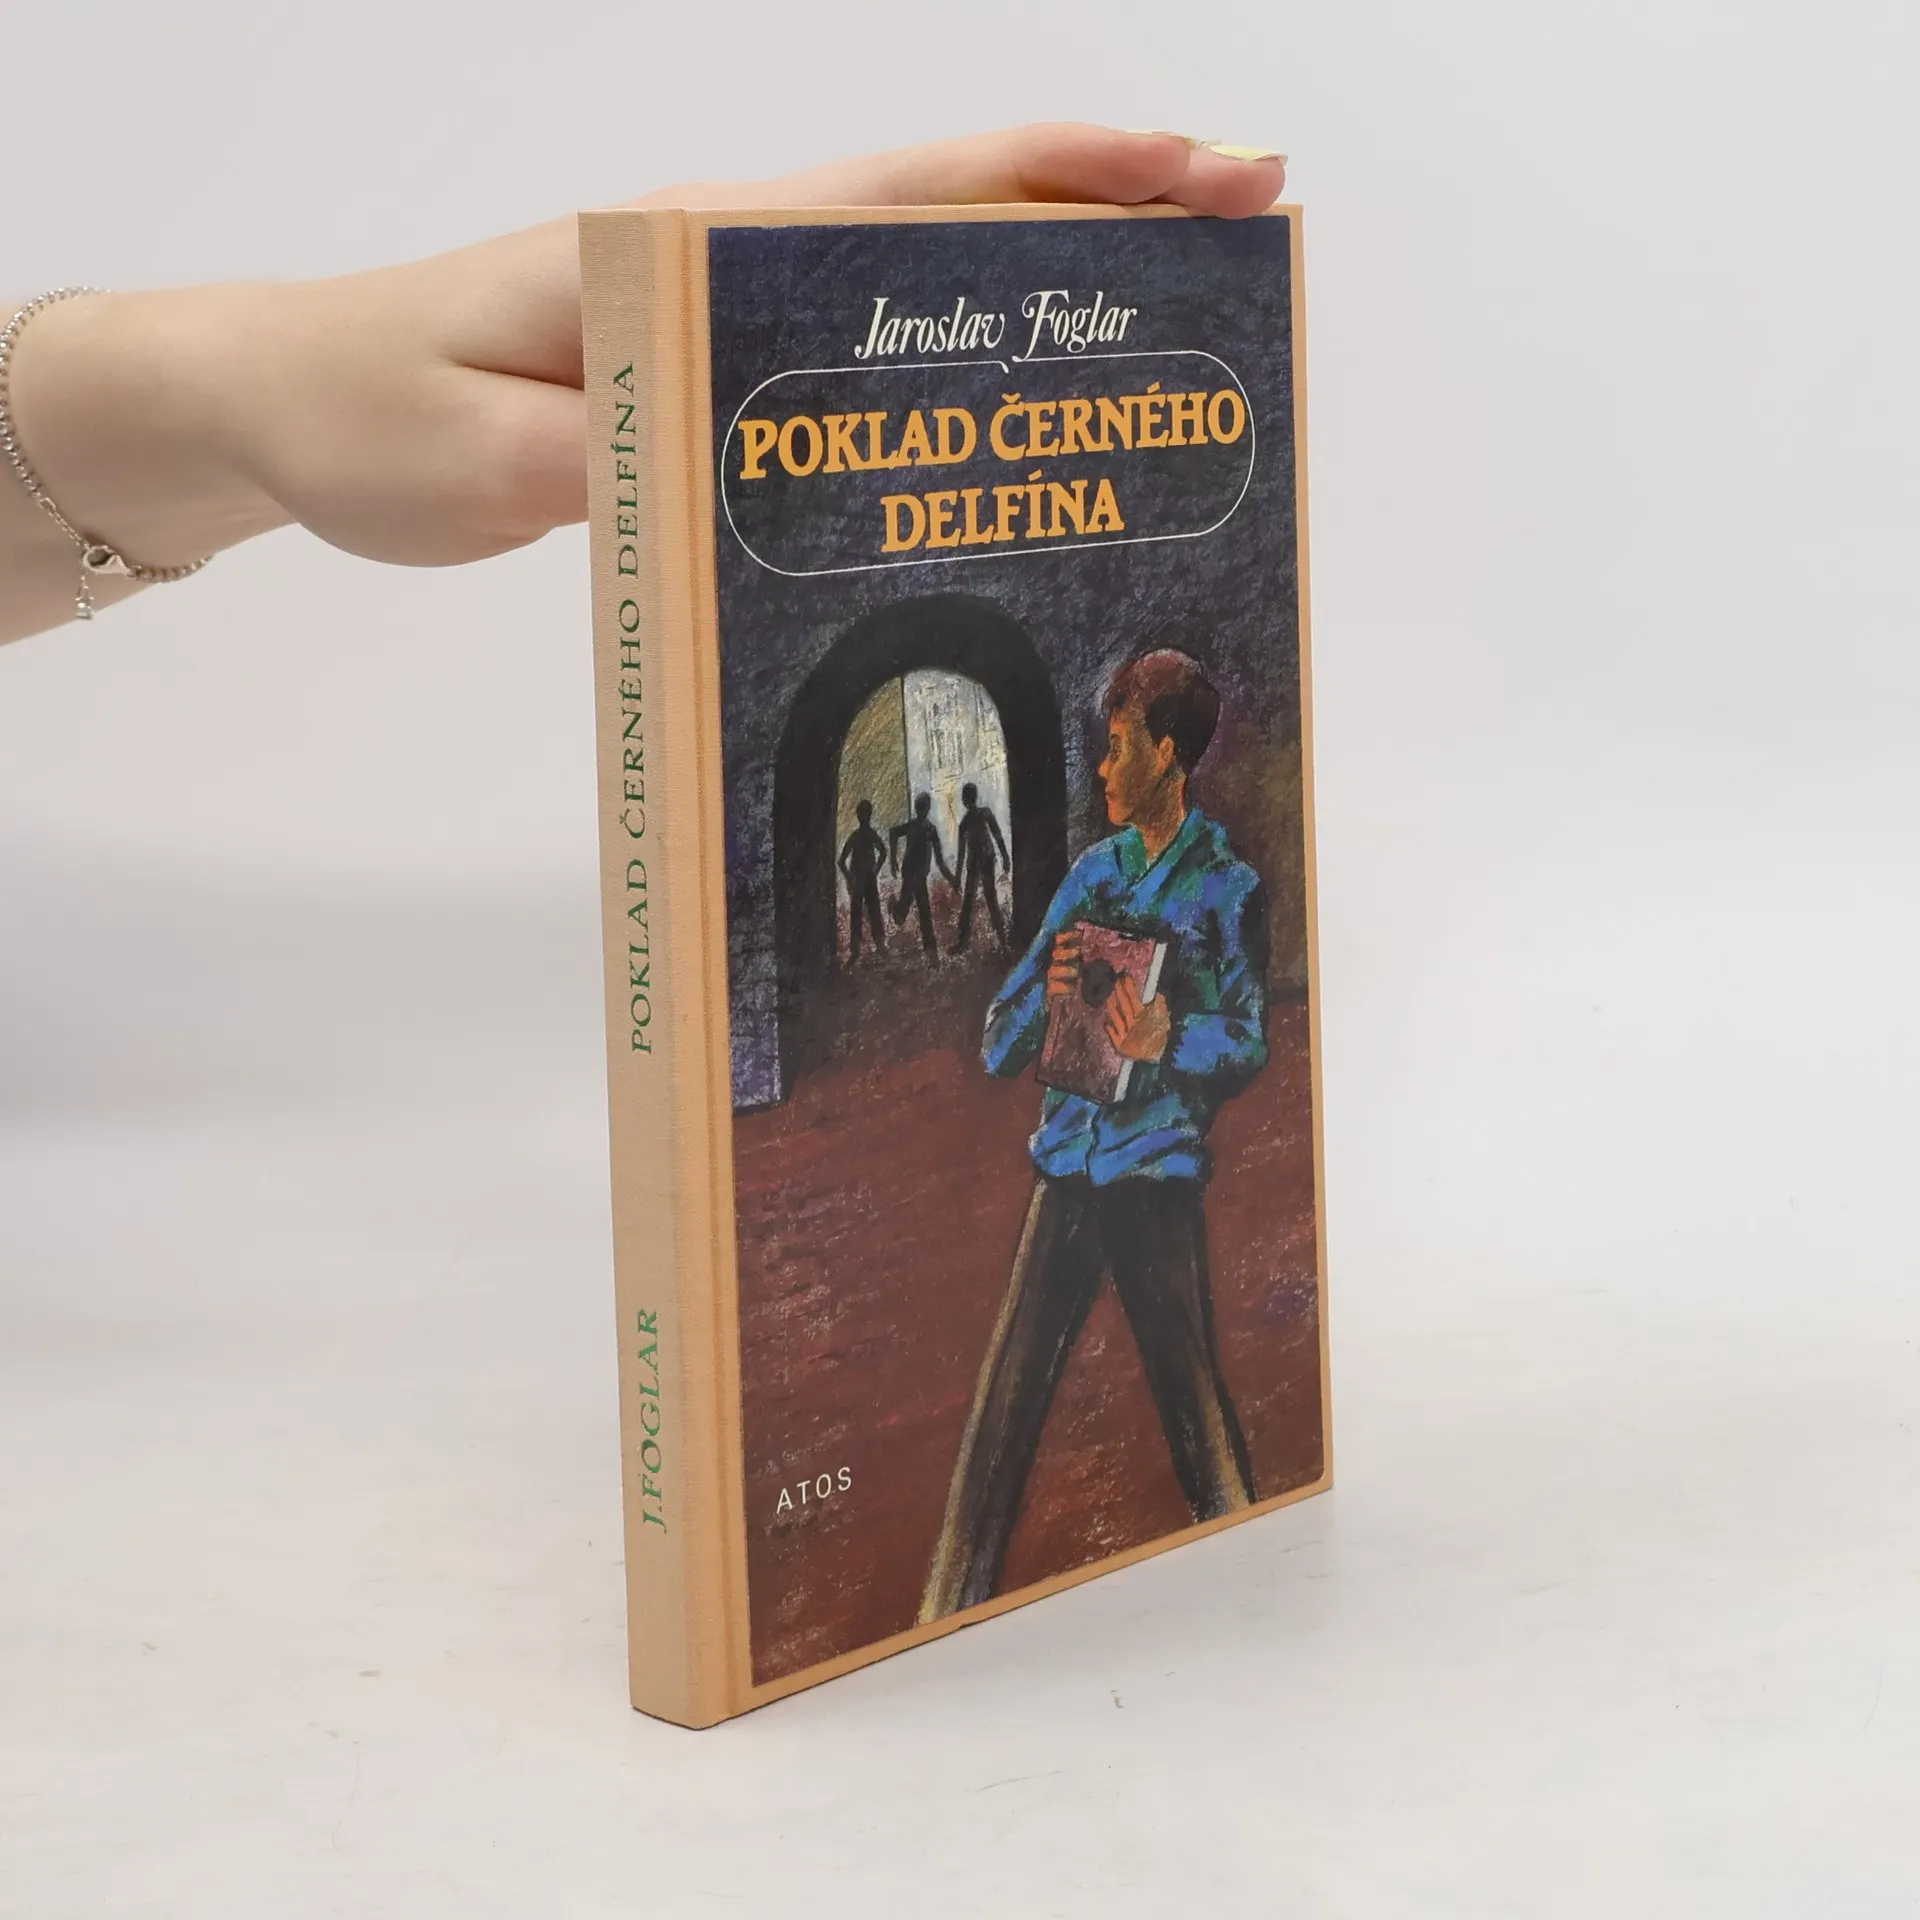 Jaroslav Foglar
POKLAD ČERNÉHO
DELFÍNA
ATOS
J.FOGLAR POKLAD ČERNÉHO DELFÍNA